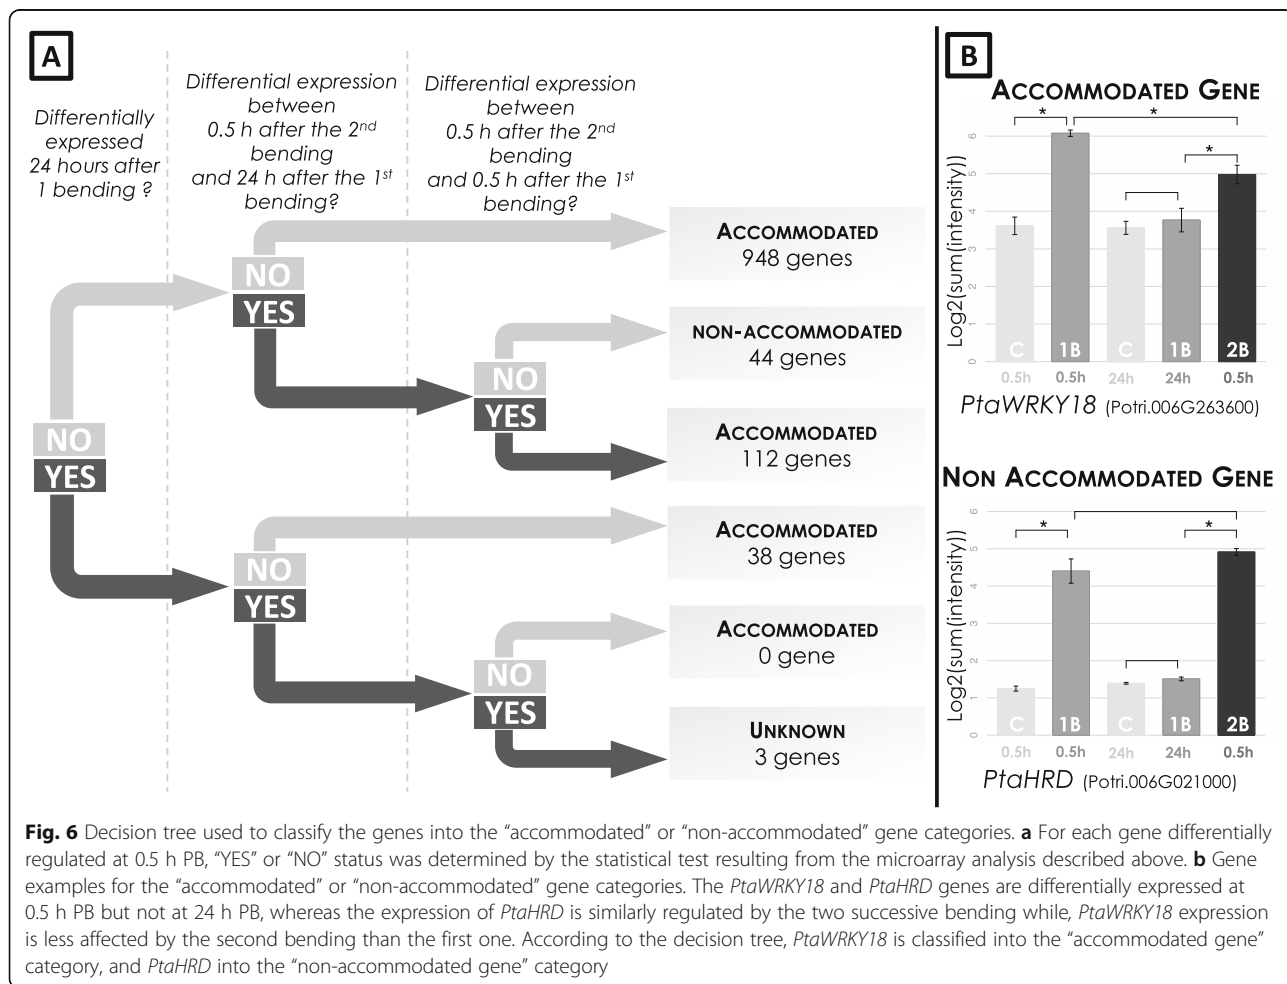 A
Differentially
expressed
24 hours after
1 bending ?
Differential expression
between
0.5 h after the 2nd
bending
and 24 h after the 1st
bending?
Differential expression
between
0.5 h after the 2nd
bending
and 0.5 h after the 1st
bending?
NO
YES
NO
YES
NO
YES
NO
YES
NO
YES
ACCOMMODATED
948 genes
NON-ACCOMMODATED
44 genes
ACCOMMODATED
112 genes
ACCOMMODATED
38 genes
ACCOMMODATED
0 gene
UNKNOWN
3 genes
B
ACCOMMODATED GENE
Log2(sum(intensity))
0 1 2 3 4 5 6
* * *
C 1B C 1B 2B
0.5h 0.5h 24h 24h 0.5h
PtaWRKY18 (Potri.006G263600)
NON ACCOMMODATED GENE
Log2(sum(intensity))
0 1 2 3 4 5 6
* *
C 1B C 1B 2B
0.5h 0.5h 24h 24h 0.5h
PtaHRD (Potri.006G021000)
Fig. 6 Decision tree used to classify the genes into the “accommodated” or “non-accommodated” gene categories. a For each gene differentially
regulated at 0.5 h PB, “YES” or “NO” status was determined by the statistical test resulting from the microarray analysis described above. b Gene
examples for the “accommodated” or “non-accommodated” gene categories. The PtaWRKY18 and PtaHRD genes are differentially expressed at
0.5 h PB but not at 24 h PB, whereas the expression of PtaHRD is similarly regulated by the two successive bending while, PtaWRKY18 expression
is less affected by the second bending than the first one. According to the decision tree, PtaWRKY18 is classified into the “accommodated gene”
category, and PtaHRD into the “non-accommodated gene” category